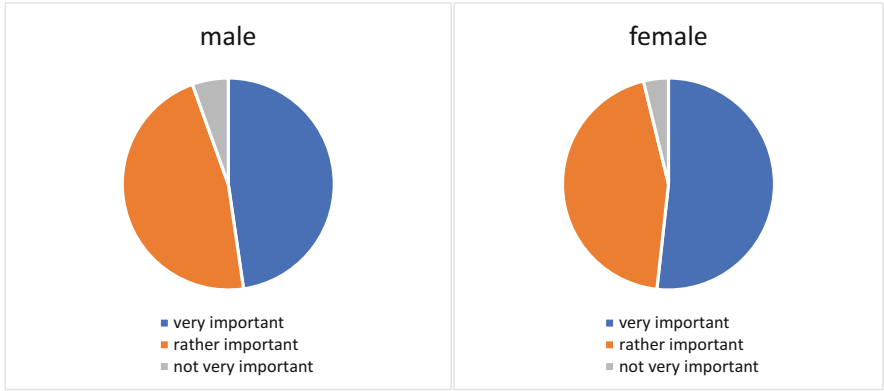 male
very important
rather important
not very important
female
very important
rather important
not very important